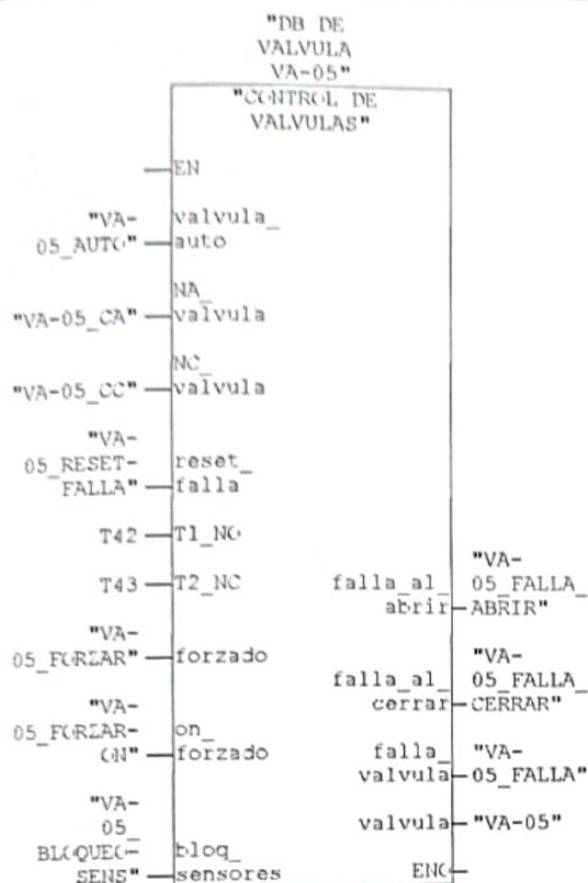 "DB DE
VALVULA
VA-05"
"CONTROL DE
VALVULAS"
EN
"VA-
05_AUTO"
valvula_
auto
"VA-05_CA"
NA_
valvula
"VA-05_CC"
NC_
valvula
"VA-
05_RESET-
FALLA"
reset_
falla
T42
T1_NO
T43
T2_NC
"VA-
05_FORZAR"
forzado
"VA-
05_FORZAR-
ON"
on_
forzado
"VA-
05_
BLOQUEO-
SENS"
bloq_
sensores
falla_al_
abrir
"VA-
05_FALLA_
ABRIR"
falla_al_
cerrar
"VA-
05_FALLA_
CERRAR"
falla_
valvula
"VA-
05_FALLA"
valvula
"VA-05"
ENO